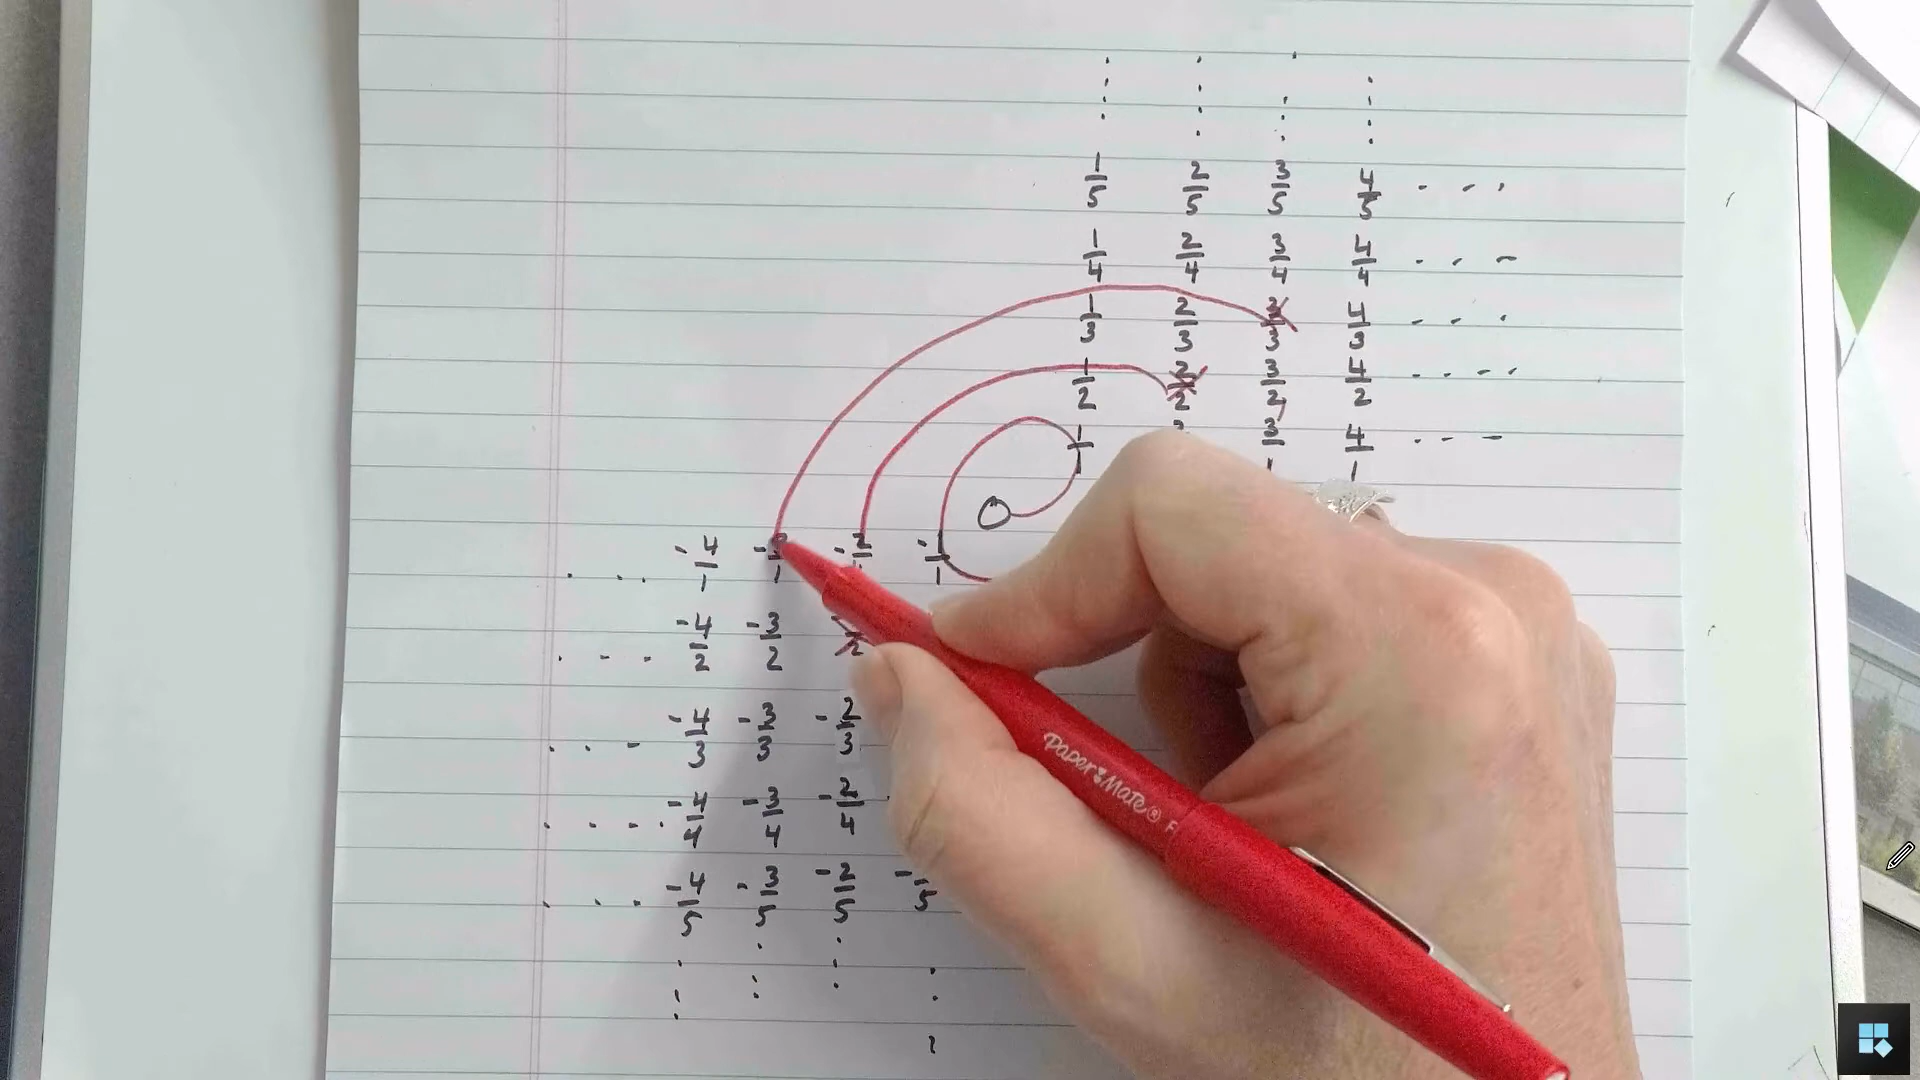 1/5 2/5 3/5 4/5 . . .
1/4 2/4 3/4 4/4 . . .
1/3 2/3 3/3 4/3 . . .
1/2 2/2 3/2 4/2 . . . .
1/1 3/1 4/1 . . .
0
. . . -4/1 -2/1 -1/1
. . . -4/2 -3/2
. . . -4/3 -3/3 -2/3
. . . . -4/4 -3/4 -2/4
. . . -4/5 -3/5 -2/5
Paper Mate® F